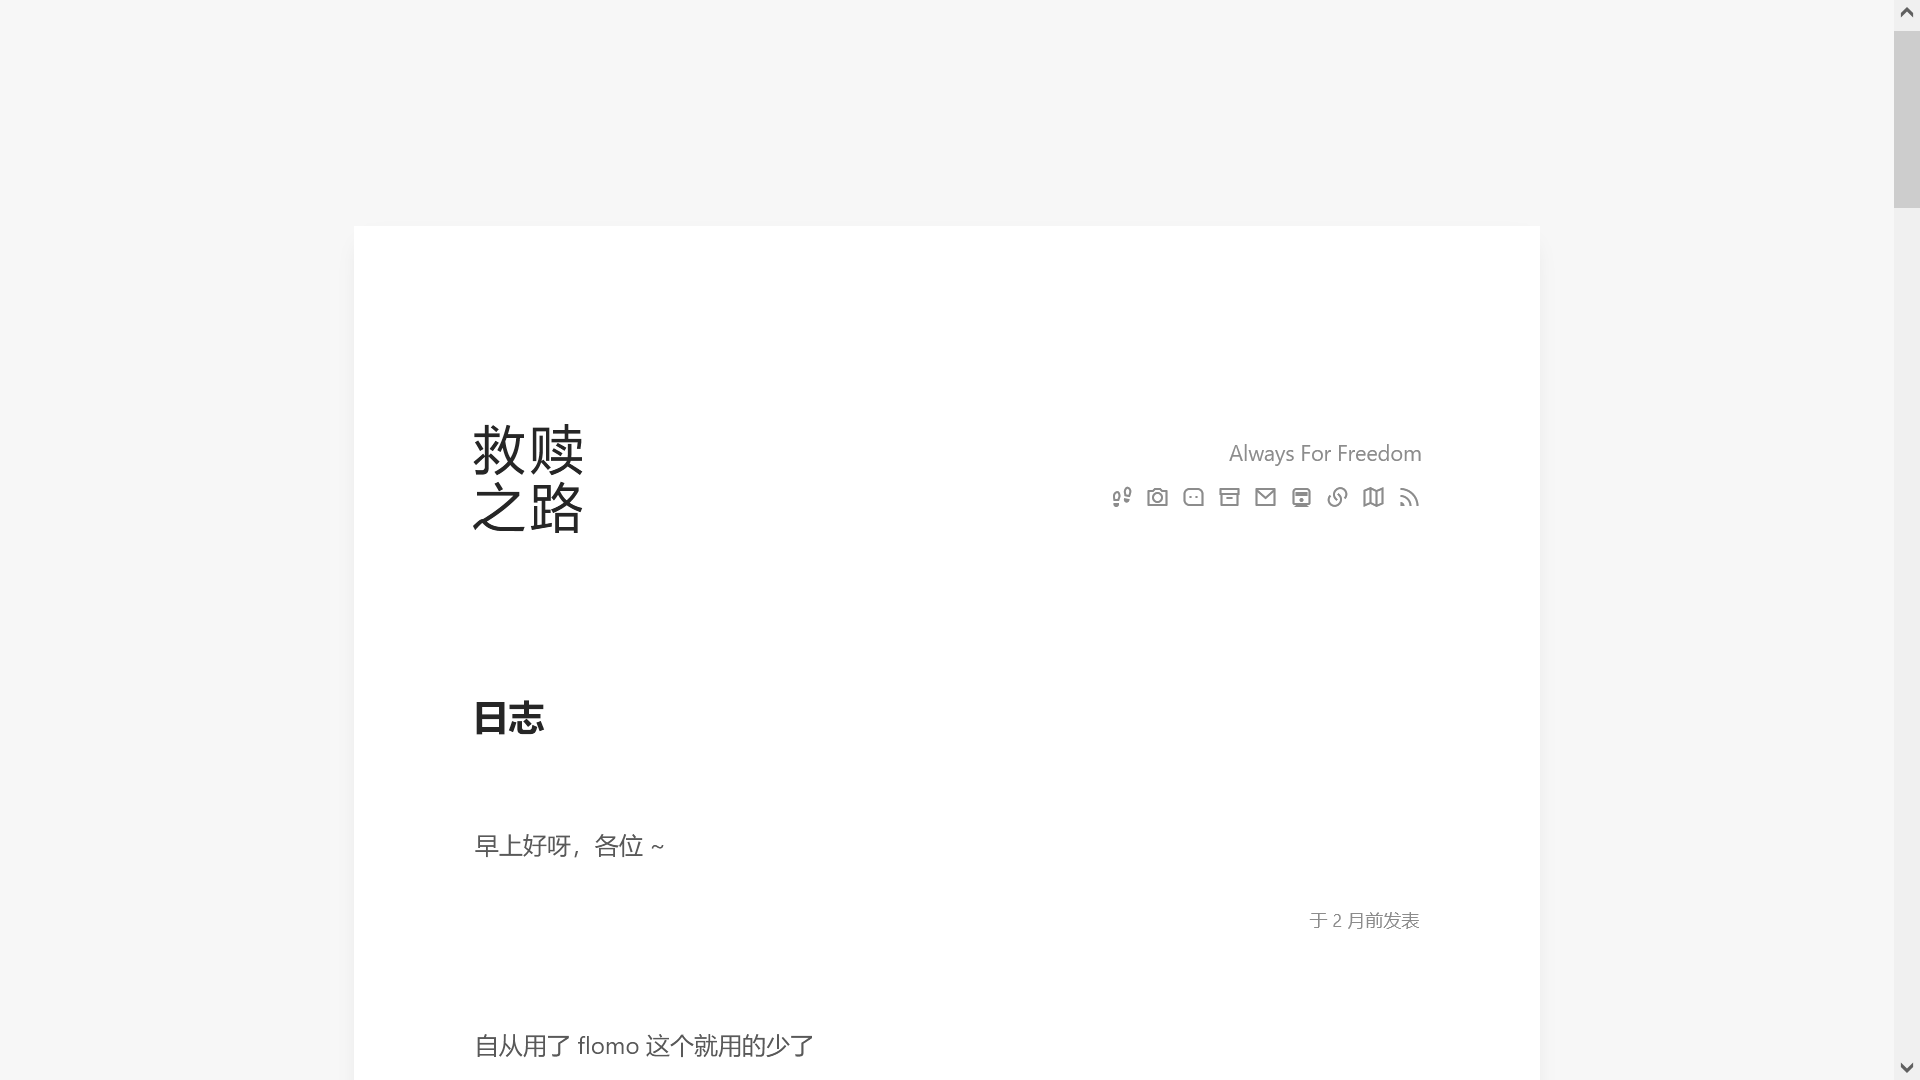 救赎
之路
Always For Freedom
日志
早上好呀，各位 ~
于 2 月前发表
自从用了 flomo 这个就用的少了